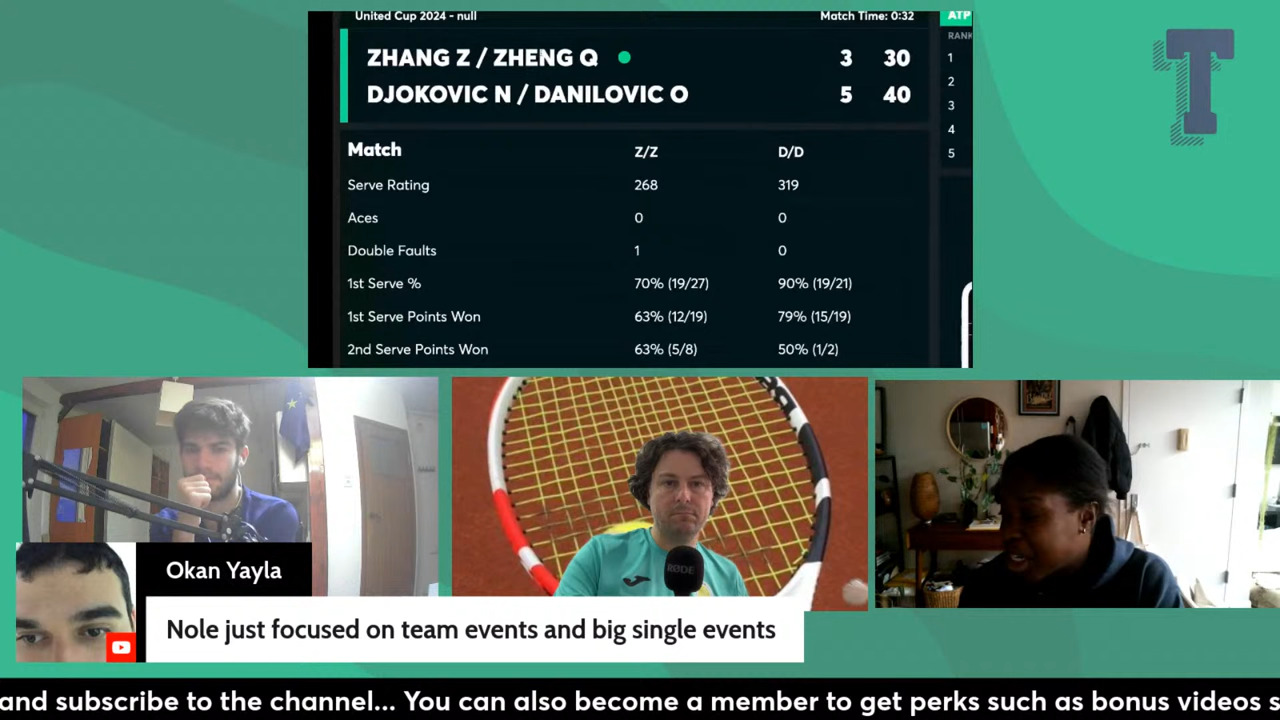 United Cup 2024 - null
Match Time: 0:32
ATP
ZHANG Z / ZHENG Q 3 30
DJOKOVIC N / DANILOVIC O 5 40
RANK
1
2
3
4
5
T
Match Z/Z D/D
Serve Rating 268 319
Aces 0 0
Double Faults 1 0
1st Serve % 70% (19/27) 90% (19/21)
1st Serve Points Won 63% (12/19) 79% (15/19)
2nd Serve Points Won 63% (5/8) 50% (1/2)
RØDE
Okan Yayla
Nole just focused on team events and big single events
and subscribe to the channel... You can also become a member to get perks such as bonus videos s